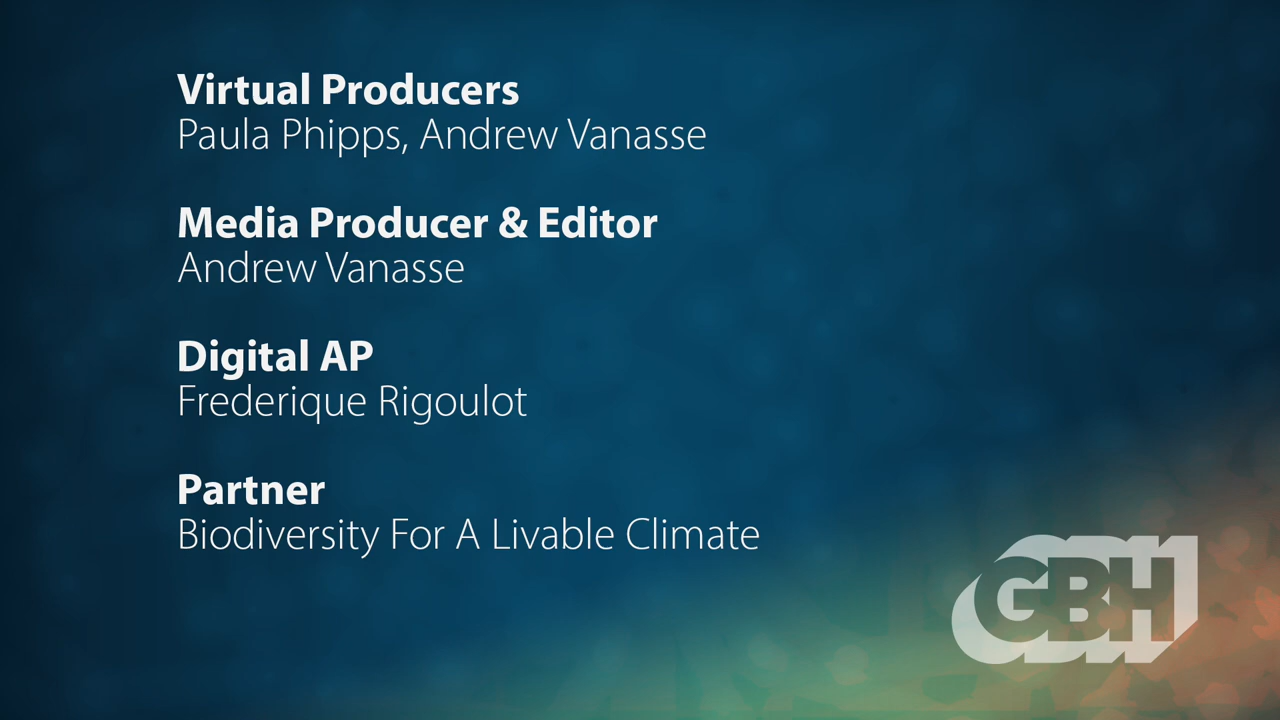 Virtual Producers
Paula Phipps, Andrew Vanasse
Media Producer & Editor
Andrew Vanasse
Digital AP
Frederique Rigoulot
Partner
Biodiversity For A Livable Climate
GBH